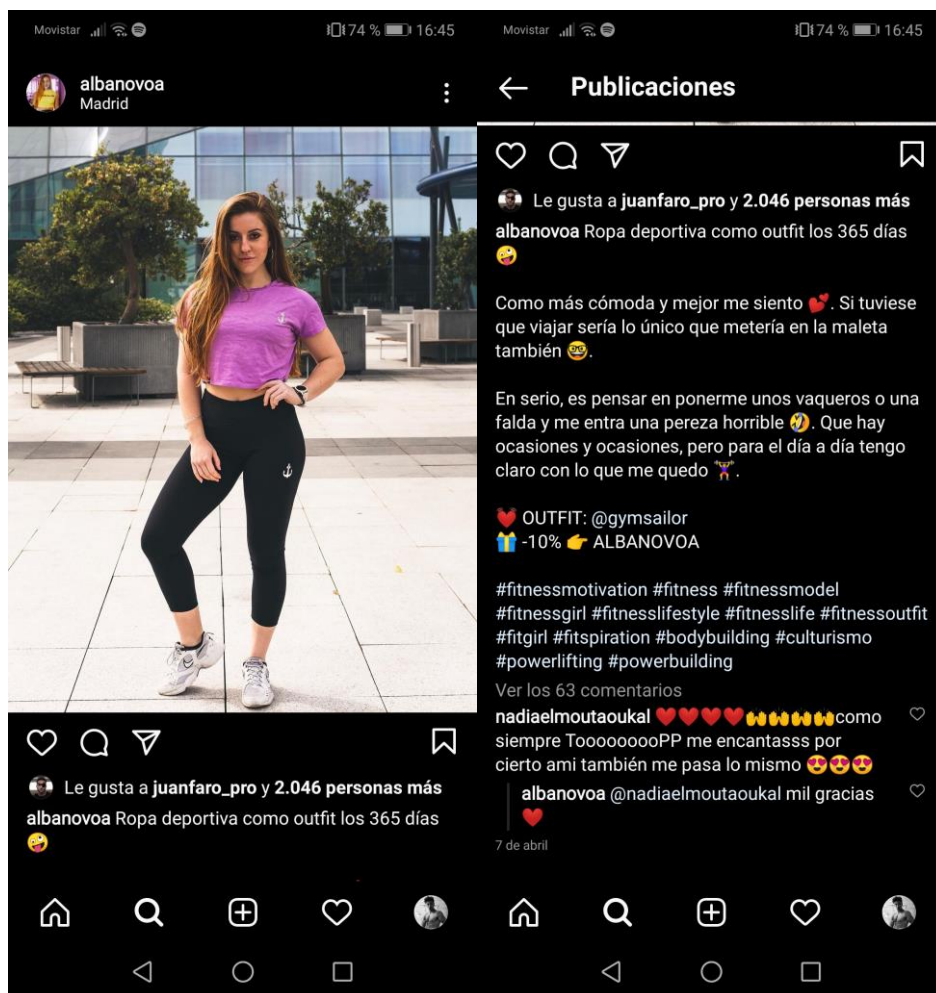 Movistar 74 % 16:45
albanovoa
Madrid
Le gusta a juanfaro_pro y 2.046 personas más
albanovoa Ropa deportiva como outfit los 365 días
🤪
Movistar 74 % 16:45
Publicaciones
Le gusta a juanfaro_pro y 2.046 personas más
albanovoa Ropa deportiva como outfit los 365 días
🤪
Como más cómoda y mejor me siento 💕. Si tuviese
que viajar sería lo único que metería en la maleta
también 🤓.
En serio, es pensar en ponerme unos vaqueros o una
falda y me entra una pereza horrible 🤣. Que hay
ocasiones y ocasiones, pero para el día a día tengo
claro con lo que me quedo 🏋️‍♀️.
💓 OUTFIT: @gymsailor
🎁 -10% 👉 ALBANOVOA
#fitnessmotivation #fitness #fitnessmodel
#fitnessgirl #fitnesslifestyle #fitnesslife #fitnessoutfit
#fitgirl #fitspiration #bodybuilding #culturismo
#powerlifting #powerbuilding
Ver los 63 comentarios
nadiaelmoutaoukal ❤️❤️❤️❤️🙌🙌🙌🙌como
siempre TooooooooPP me encantasss por
cierto ami también me pasa lo mismo 😍😍😍
albanovoa @nadiaelmoutaoukal mil gracias
❤️
7 de abril